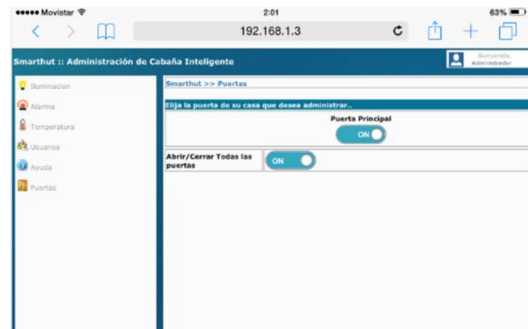 Movistar 2:01 63%
192.168.1.3
Smarthut :: Administración de Cabaña Inteligente
Bienvenido,
Administrador
Iluminacion
Alarma
Temperatura
Usuarios
Ayuda
Puertas
Smarthut >> Puertas
Elija la puerta de su casa que desea administrar..
Puerta Principal
ON
Abrir/Cerrar Todas las
puertas
ON